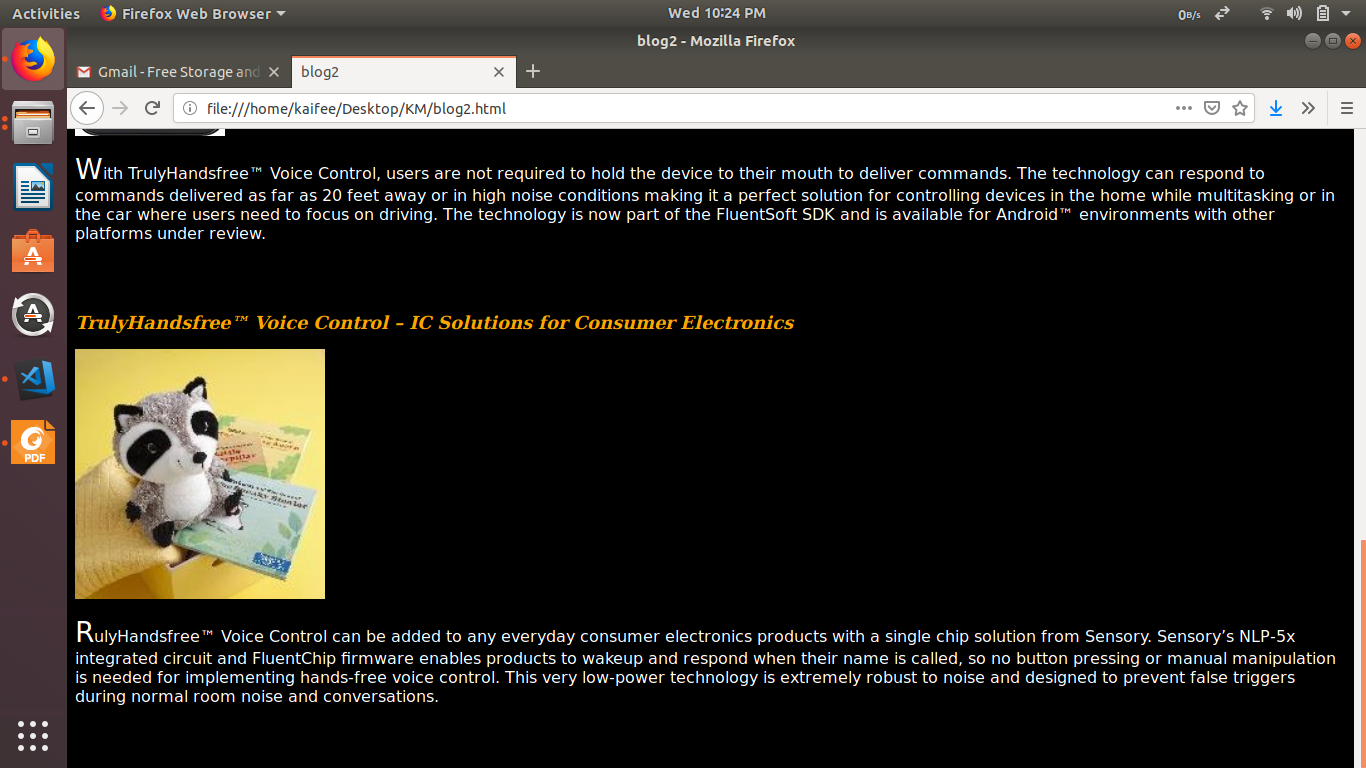 Activities Firefox Web Browser Wed 10:24 PM 0B/s
blog2 - Mozilla Firefox
Gmail - Free Storage and blog2
file:///home/kaifee/Desktop/KM/blog2.html
With TrulyHandsfree™ Voice Control, users are not required to hold the device to their mouth to deliver commands. The technology can respond to
commands delivered as far as 20 feet away or in high noise conditions making it a perfect solution for controlling devices in the home while multitasking or in
the car where users need to focus on driving. The technology is now part of the FluentSoft SDK and is available for Android™ environments with other
platforms under review.
TrulyHandsfree™ Voice Control – IC Solutions for Consumer Electronics
RulyHandsfree™ Voice Control can be added to any everyday consumer electronics products with a single chip solution from Sensory. Sensory’s NLP-5x
integrated circuit and FluentChip firmware enables products to wakeup and respond when their name is called, so no button pressing or manual manipulation
is needed for implementing hands-free voice control. This very low-power technology is extremely robust to noise and designed to prevent false triggers
during normal room noise and conversations.
PDF